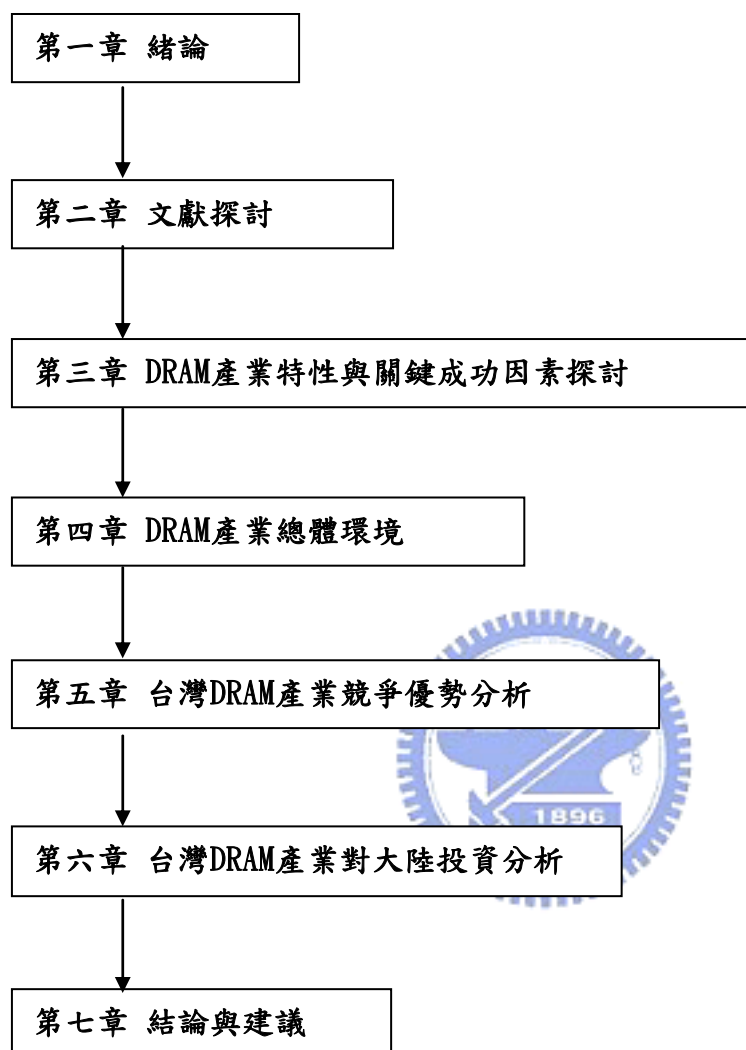 第一章 緒論
第二章 文獻探討
第三章 DRAM產業特性與關鍵成功因素探討
第四章 DRAM產業總體環境
第五章 台灣DRAM產業競爭優勢分析
1896
第六章 台灣DRAM產業對大陸投資分析
第七章 結論與建議